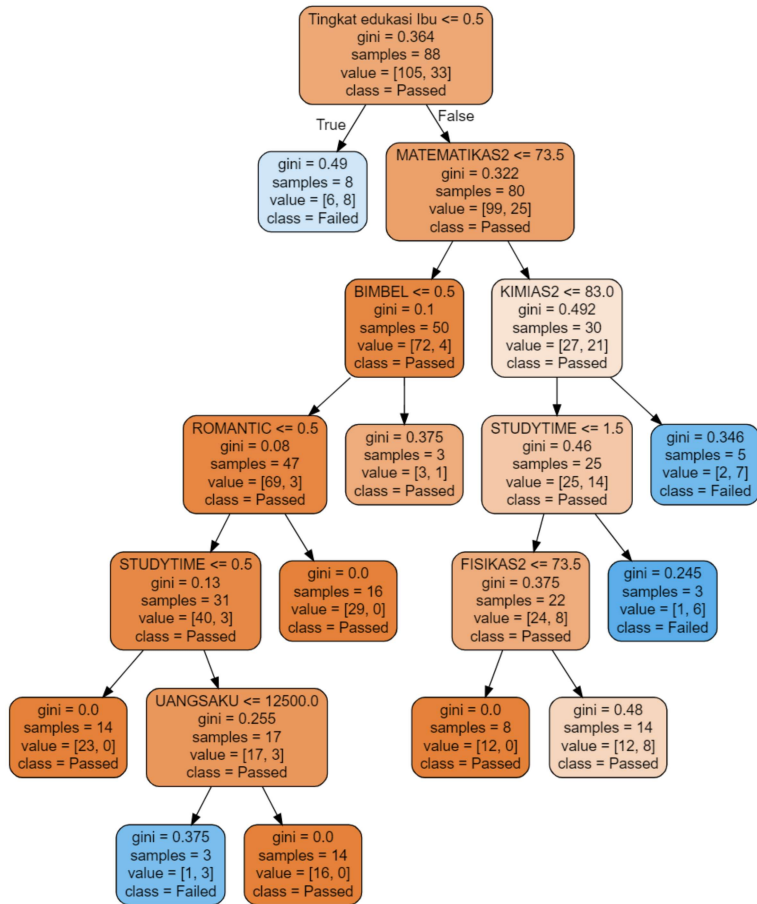 Tingkat edukasi Ibu <= 0.5
gini = 0.364
samples = 88
value = [105, 33]
class = Passed
True
False
gini = 0.49
samples = 8
value = [6, 8]
class = Failed
MATEMATIKAS2 <= 73.5
gini = 0.322
samples = 80
value = [99, 25]
class = Passed
BIMBEL <= 0.5
gini = 0.1
samples = 50
value = [72, 4]
class = Passed
KIMIAS2 <= 83.0
gini = 0.492
samples = 30
value = [27, 21]
class = Passed
ROMANTIC <= 0.5
gini = 0.08
samples = 47
value = [69, 3]
class = Passed
gini = 0.375
samples = 3
value = [3, 1]
class = Passed
STUDYTIME <= 1.5
gini = 0.46
samples = 25
value = [25, 14]
class = Passed
gini = 0.346
samples = 5
value = [2, 7]
class = Failed
STUDYTIME <= 0.5
gini = 0.13
samples = 31
value = [40, 3]
class = Passed
gini = 0.0
samples = 16
value = [29, 0]
class = Passed
FISIKAS2 <= 73.5
gini = 0.375
samples = 22
value = [24, 8]
class = Passed
gini = 0.245
samples = 3
value = [1, 6]
class = Failed
gini = 0.0
samples = 14
value = [23, 0]
class = Passed
UANGSAKU <= 12500.0
gini = 0.255
samples = 17
value = [17, 3]
class = Passed
gini = 0.0
samples = 8
value = [12, 0]
class = Passed
gini = 0.48
samples = 14
value = [12, 8]
class = Passed
gini = 0.375
samples = 3
value = [1, 3]
class = Failed
gini = 0.0
samples = 14
value = [16, 0]
class = Passed